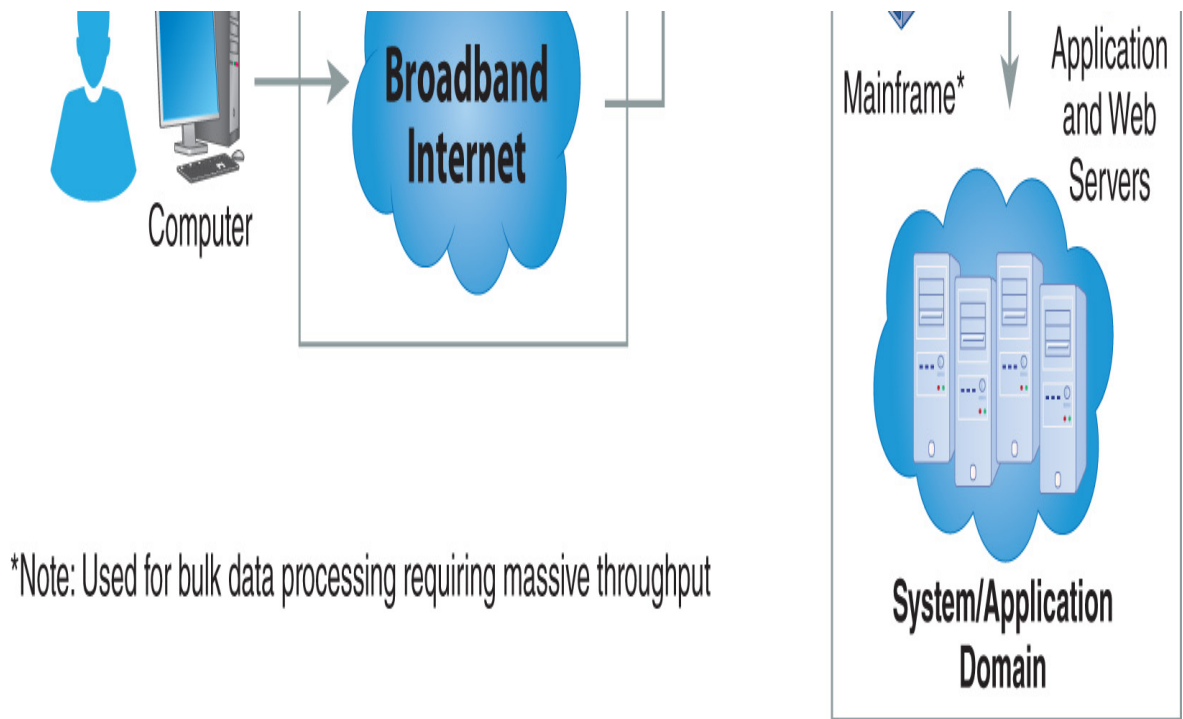 Broadband
Internet
Computer
Mainframe*
Application
and Web
Servers
*Note: Used for bulk data processing requiring massive throughput
System/Application
Domain